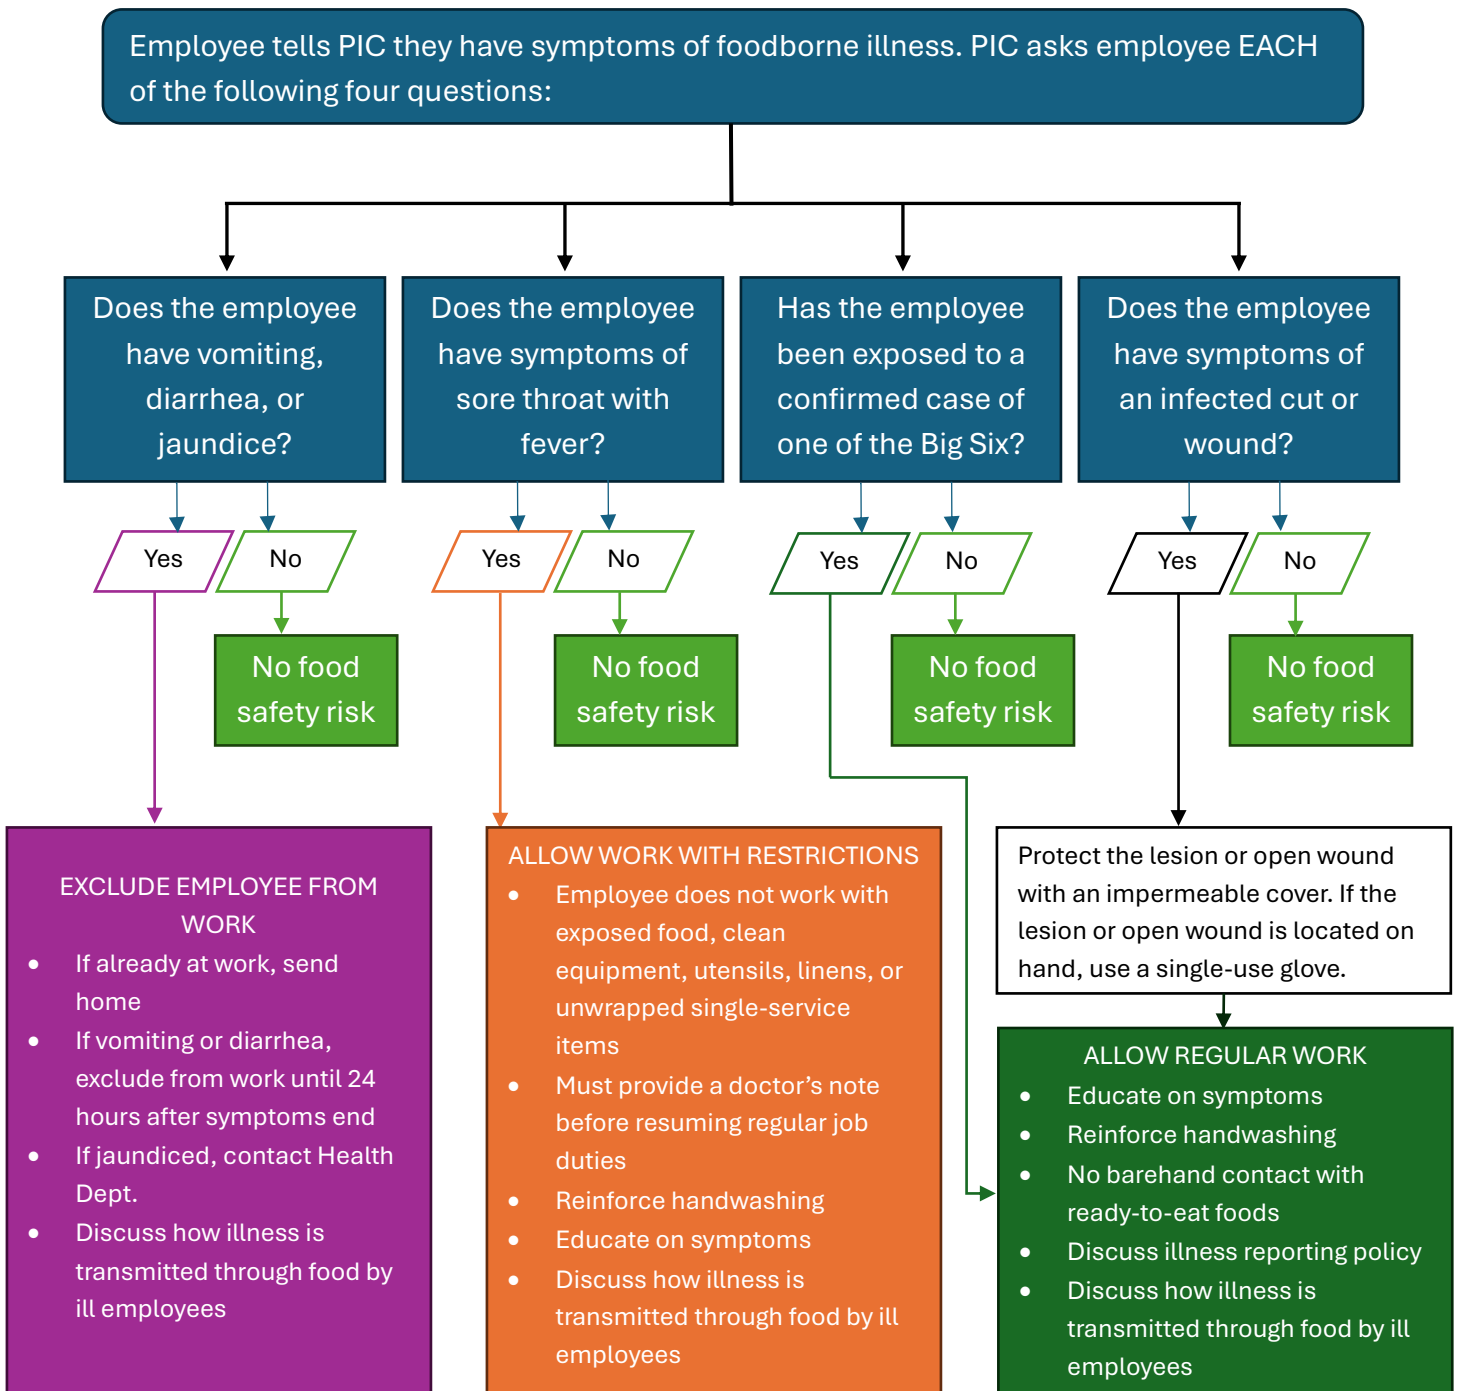 Employee tells PIC they have symptoms of foodborne illness. PIC asks employee EACH
of the following four questions:
Does the employee
have vomiting,
diarrhea, or
jaundice?
Does the employee
have symptoms of
sore throat with
fever?
Has the employee
been exposed to a
confirmed case of
one of the Big Six?
Does the employee
have symptoms of
an infected cut or
wound?
Yes
No
Yes
No
Yes
No
Yes
No
No food
safety risk
No food
safety risk
No food
safety risk
No food
safety risk
EXCLUDE EMPLOYEE FROM
WORK
• If already at work, send
home
• If vomiting or diarrhea,
exclude from work until 24
hours after symptoms end
• If jaundiced, contact Health
Dept.
• Discuss how illness is
transmitted through food by
ill employees
ALLOW WORK WITH RESTRICTIONS
• Employee does not work with
exposed food, clean
equipment, utensils, linens, or
unwrapped single-service
items
• Must provide a doctor’s note
before resuming regular job
duties
• Reinforce handwashing
• Educate on symptoms
• Discuss how illness is
transmitted through food by ill
employees
Protect the lesion or open wound
with an impermeable cover. If the
lesion or open wound is located on
hand, use a single-use glove.
ALLOW REGULAR WORK
• Educate on symptoms
• Reinforce handwashing
• No barehand contact with
ready-to-eat foods
• Discuss illness reporting policy
• Discuss how illness is
transmitted through food by ill
employees